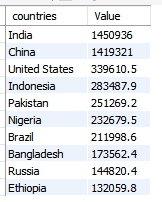 countries Value
India 1450936
China 1419321
United States 339610.5
Indonesia 283487.9
Pakistan 251269.2
Nigeria 232679.5
Brazil 211998.6
Bangladesh 173562.4
Russia 144820.4
Ethiopia 132059.8